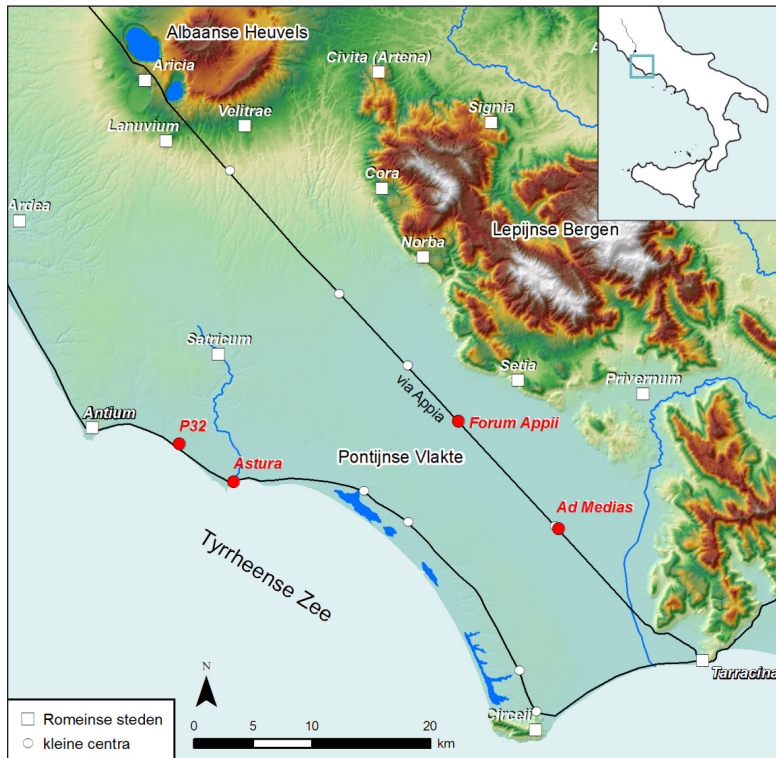 Albaanse Heuvels
Civita (Artena)
Aricia
Velitrae
Signia
Lanuvium
Cora
Ardea
Lepijnse Bergen
Norba
Satricum
Setia
Privernum
via Appia
Antium
P32
Forum Appii
Pontijnse Vlakte
Astura
Ad Medias
Tyrrheense Zee
N
Tarracina
Circeii
Romeinse steden
kleine centra
0 5 10 20
km